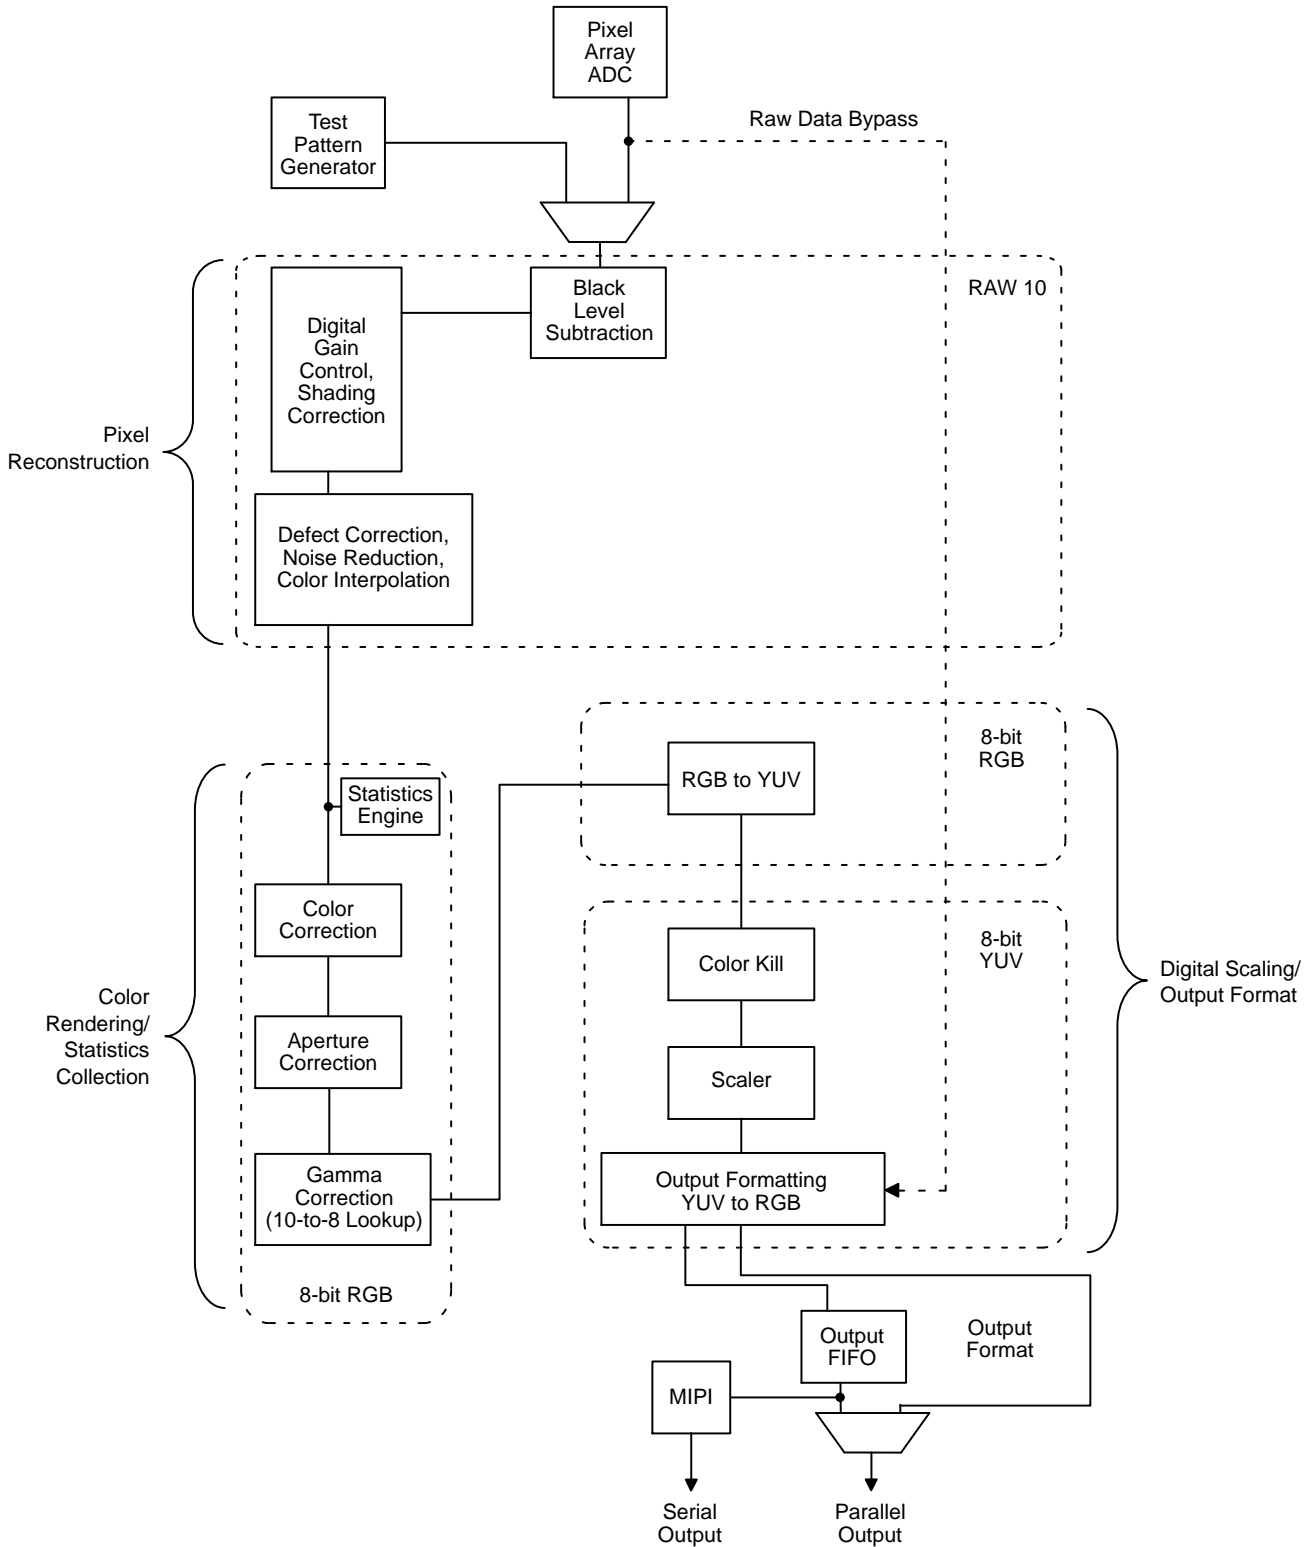 Pixel
Array
ADC
Raw Data Bypass
Test
Pattern
Generator
RAW 10
Black
Level
Subtraction
Digital
Gain
Control,
Shading
Correction
Pixel
Reconstruction
Defect Correction,
Noise Reduction,
Color Interpolation
8-bit
RGB
RGB to YUV
Statistics
Engine
Color
Correction
8-bit
YUV
Color Kill
Digital Scaling/
Output Format
Color
Rendering/
Statistics
Collection
Aperture
Correction
Scaler
Gamma
Correction
(10-to-8 Lookup)
Output Formatting
YUV to RGB
8-bit RGB
Output
FIFO
Output
Format
MIPI
Serial
Output
Parallel
Output